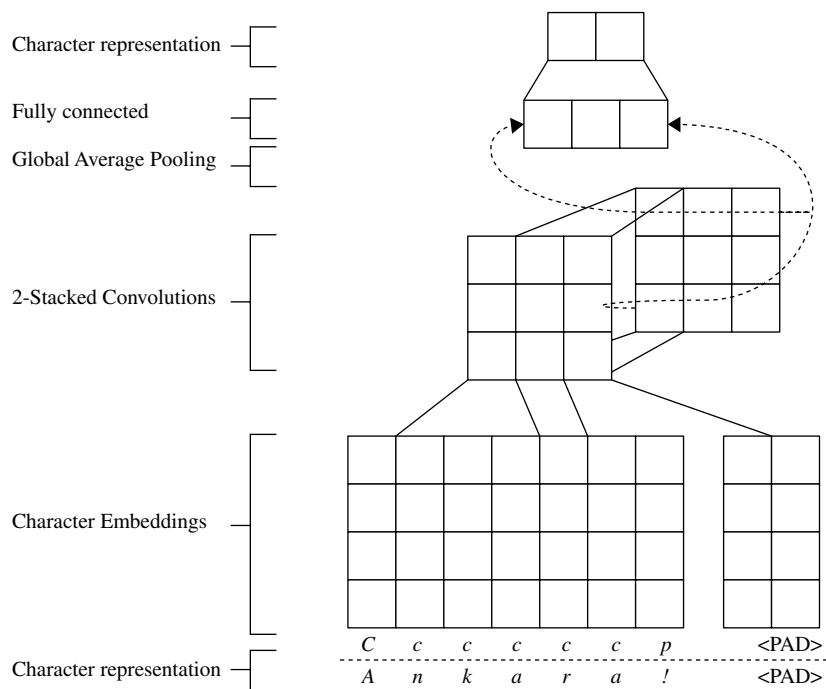 Character representation
Fully connected
Global Average Pooling
2-Stacked Convolutions
Character Embeddings
C c c c c c p <PAD>
Character representation
A n k a r a ! <PAD>